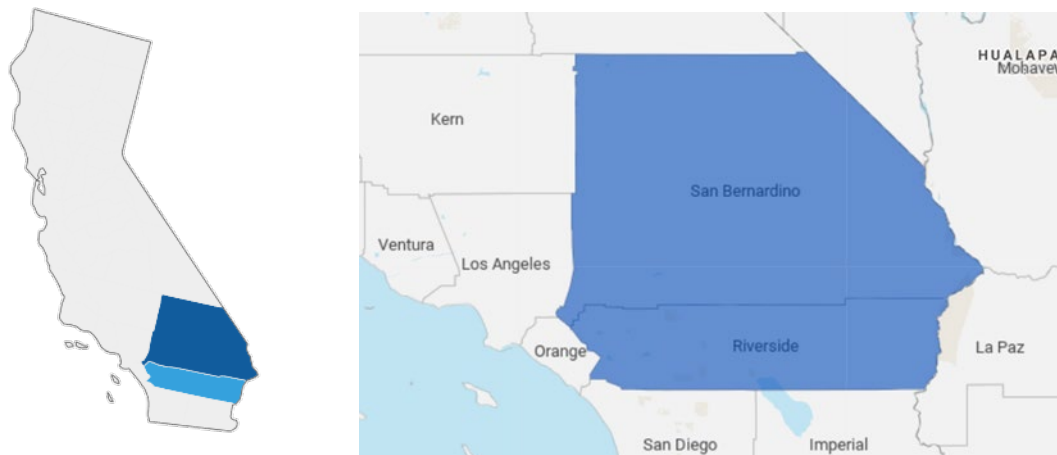 HUALAPA
Mohave
Kern
San Bernardino
Ventura
Los Angeles
Orange
Riverside
La Paz
San Diego
Imperial